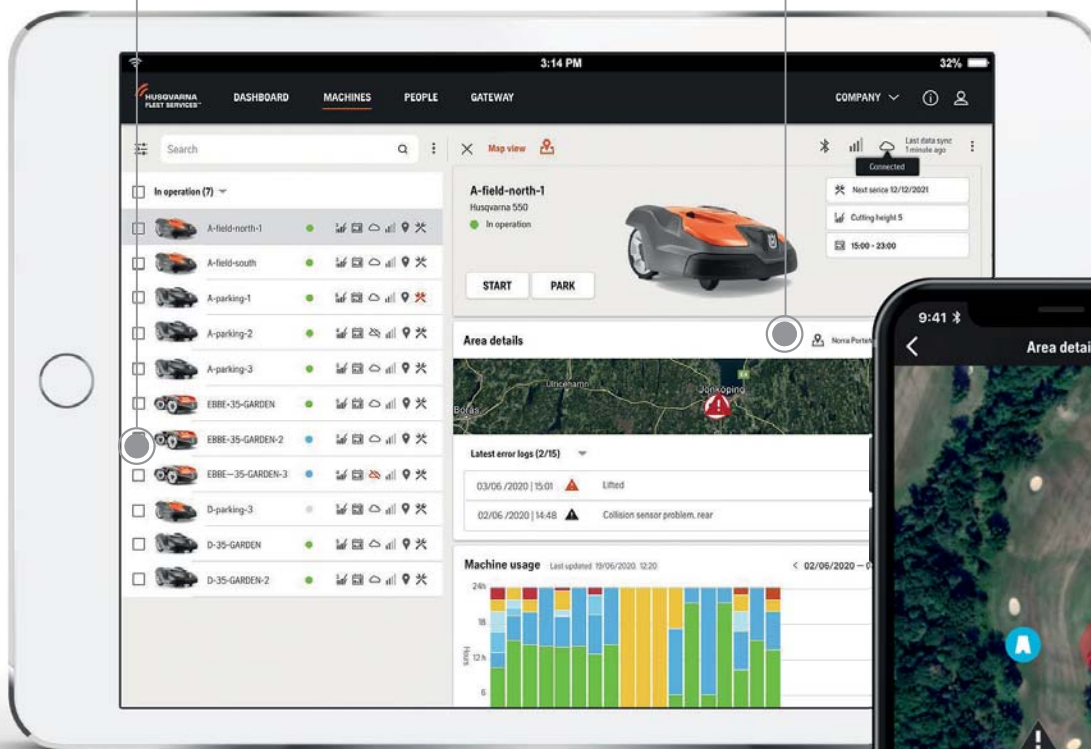 3:14 PM
32%
HUSQVARNA
FLEET SERVICES™
DASHBOARD
MACHINES
PEOPLE
GATEWAY
COMPANY
Search
Map view
Last data sync
1 minute ago
Connected
In operation (7)
A-field-north-1
Husqvarna 550
In operation
Next serice 12/12/2021
Cutting height 5
15:00 - 23:00
START
PARK
A-field-north-1
A-field-south
A-parking-1
A-parking-2
A-parking-3
EBBE-35-GARDEN
EBBE-35-GARDEN-2
EBBE—35-GARDEN-3
D-parking-3
D-35-GARDEN
D-35-GARDEN-2
Area details
Norra
Ulricehamn
Jönköping
Borås
Latest error logs (2/15)
03/06 /2020 | 15:01
Lifted
02/06 /2020 | 14:48
Collision sensor problem, rear
Machine usage
Last updated 19/06/2020 12:20
< 02/06/2020 –
24h
18
12 h
6
Hours
9:41
Area detai